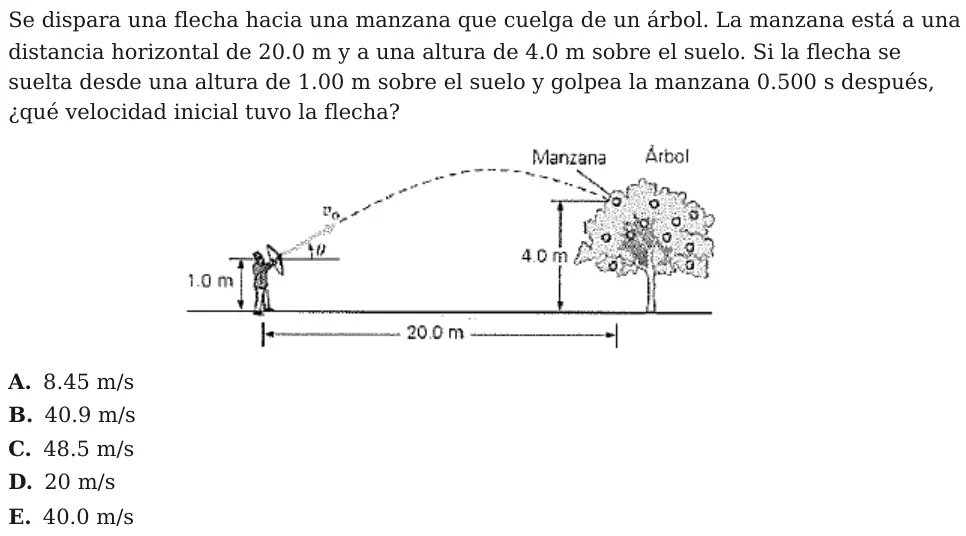 Se dispara una flecha hacia una manzana que cuelga de un árbol. La manzana está a una
distancia horizontal de 20.0 m y a una altura de 4.0 m sobre el suelo. Si la flecha se
suelta desde una altura de 1.00 m sobre el suelo y golpea la manzana 0.500 s después,
¿qué velocidad inicial tuvo la flecha?
Manzana Árbol
v₀
θ
4.0 m
1.0 m
20.0 m
A. 8.45 m/s
B. 40.9 m/s
C. 48.5 m/s
D. 20 m/s
E. 40.0 m/s